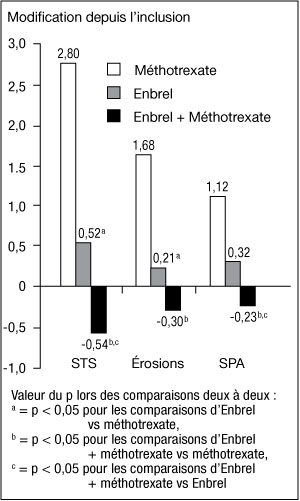 Modification depuis l'inclusion
3,0
2,5
2,0
1,5
1,0
0,5
0
-0,5
-1,0
Méthotrexate
Enbrel
Enbrel + Méthotrexate
2,80
0,52a
-0,54b,c
1,68
0,21a
-0,30b
1,12
0,32
-0,23b,c
STS
Érosions
SPA
Valeur du p lors des comparaisons deux à deux :
a = p < 0,05 pour les comparaisons d'Enbrel
vs méthotrexate,
b = p < 0,05 pour les comparaisons d'Enbrel
+ méthotrexate vs méthotrexate,
c = p < 0,05 pour les comparaisons d'Enbrel
+ méthotrexate vs Enbrel